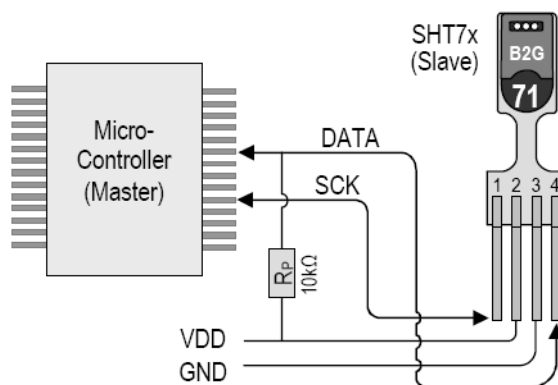 SHT7x
(Slave)
B2G
71
Micro-
Controller
(Master)
DATA
SCK
1 2 3 4
RP
10kΩ
VDD
GND